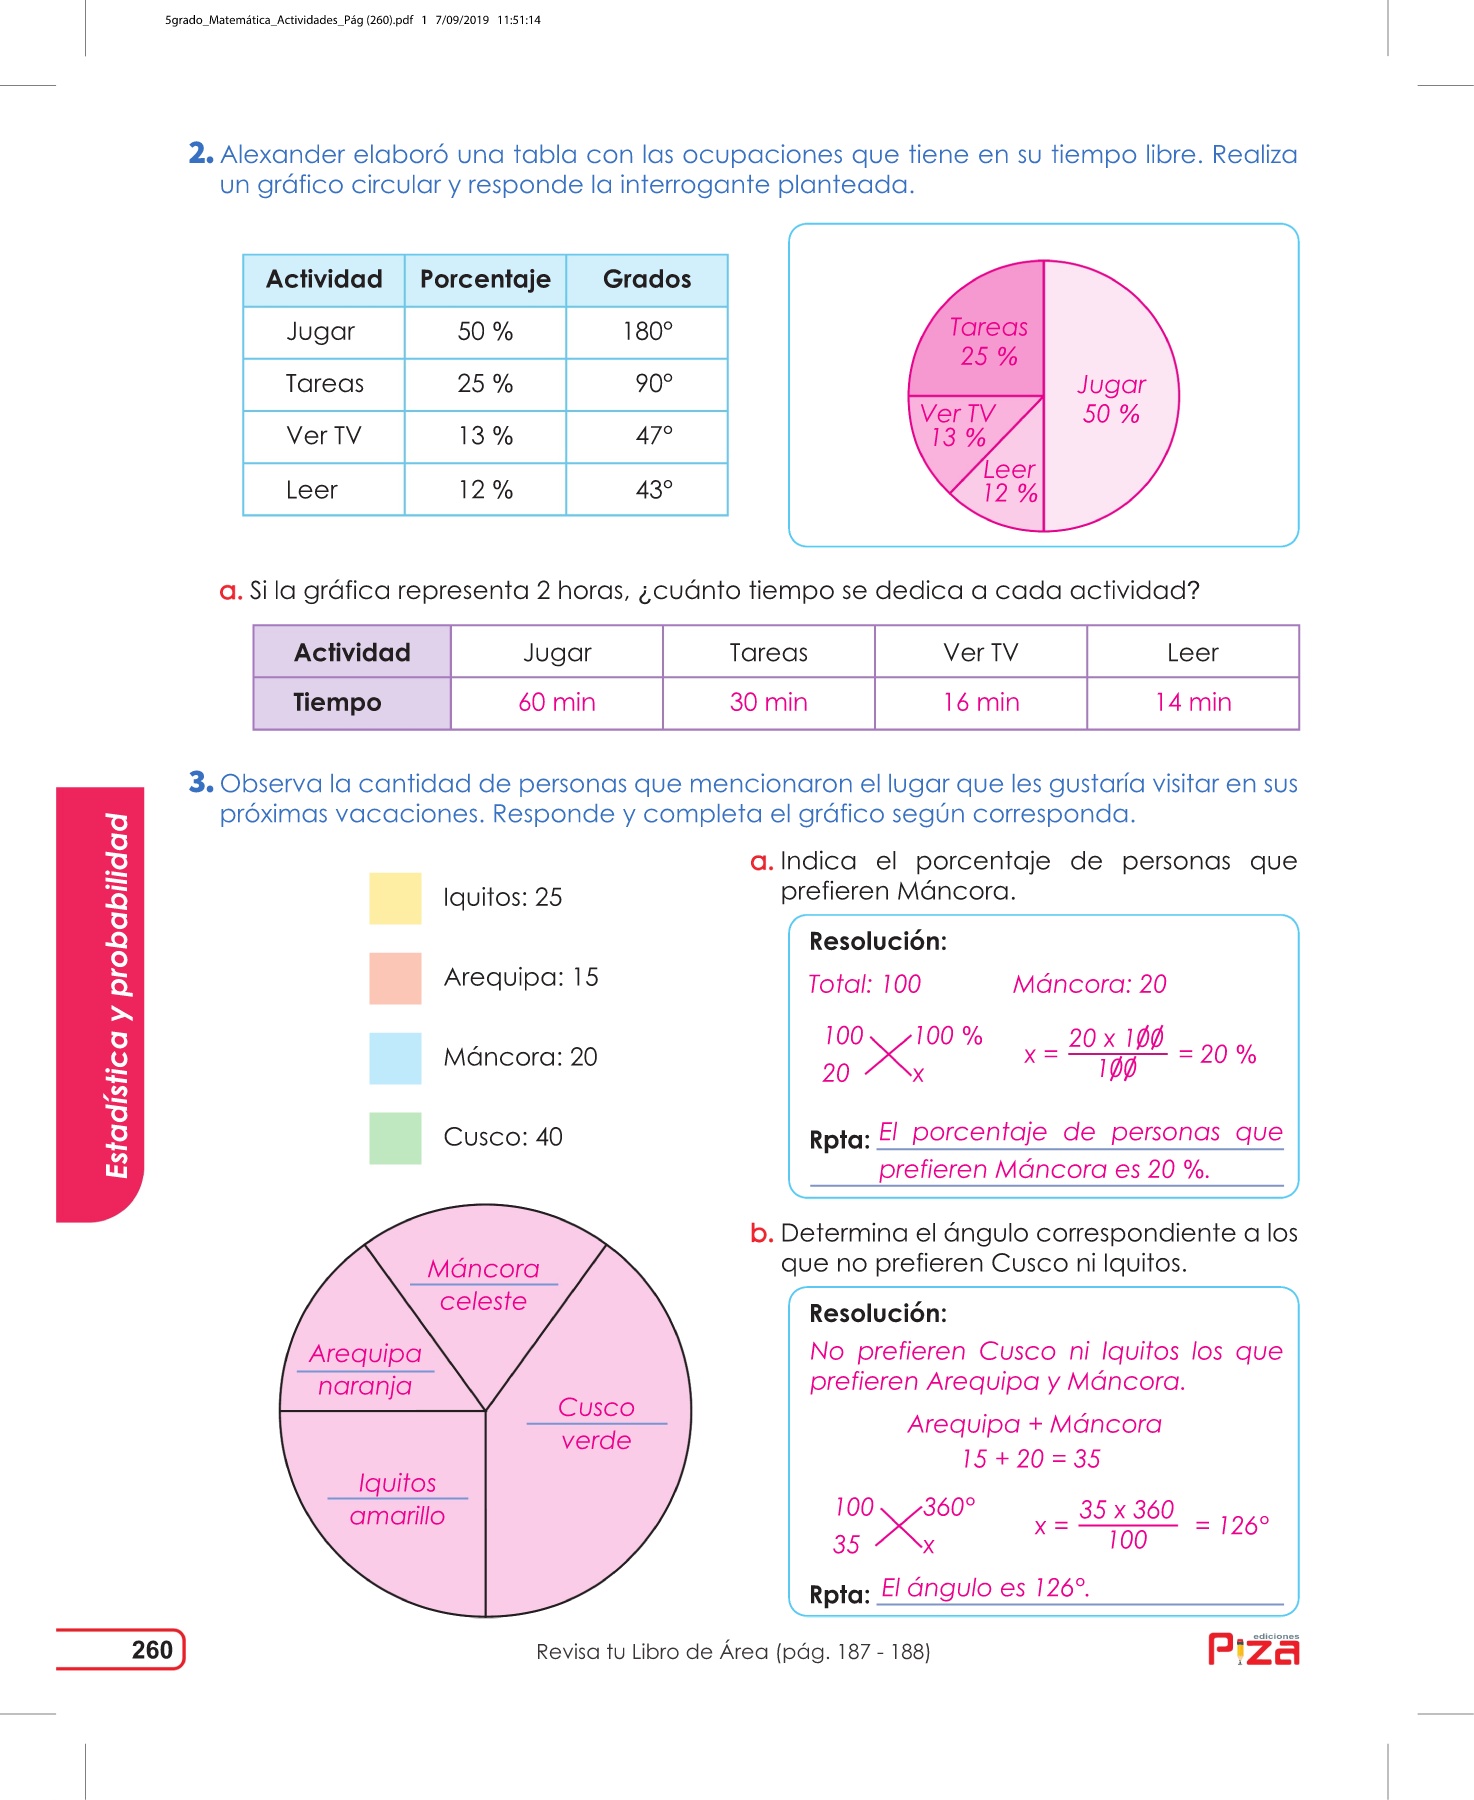 5grado_Matemática_Actividades_Pág (260).pdf 1 7/09/2019 11:51:14
2. Alexander elaboró una tabla con las ocupaciones que tiene en su tiempo libre. Realiza
un gráfico circular y responde la interrogante planteada.
Actividad Porcentaje Grados
Jugar 50 % 180°
Tareas 25 % 90°
Ver TV 13 % 47°
Leer 12 % 43°
Tareas
25 %
Jugar
50 %
Ver TV
13 %
Leer
12 %
a. Si la gráfica representa 2 horas, ¿cuánto tiempo se dedica a cada actividad?
Actividad Jugar Tareas Ver TV Leer
Tiempo 60 min 30 min 16 min 14 min
3. Observa la cantidad de personas que mencionaron el lugar que les gustaría visitar en sus
próximas vacaciones. Responde y completa el gráfico según corresponda.
Iquitos: 25
Arequipa: 15
Máncora: 20
Cusco: 40
Máncora
celeste
Arequipa
naranja
Cusco
verde
Iquitos
amarillo
a. Indica el porcentaje de personas que
prefieren Máncora.
Resolución:
Total: 100 Máncora: 20
100 100 %
20 x
x = 20 x 100 / 100 = 20 %
Rpta: El porcentaje de personas que
prefieren Máncora es 20 %.
b. Determina el ángulo correspondiente a los
que no prefieren Cusco ni Iquitos.
Resolución:
No prefieren Cusco ni Iquitos los que
prefieren Arequipa y Máncora.
Arequipa + Máncora
15 + 20 = 35
100 360°
35 x
x = 35 x 360 / 100 = 126°
Rpta: El ángulo es 126°.
Estadística y probabilidad
260
Revisa tu Libro de Área (pág. 187 - 188)
ediciones
Piza